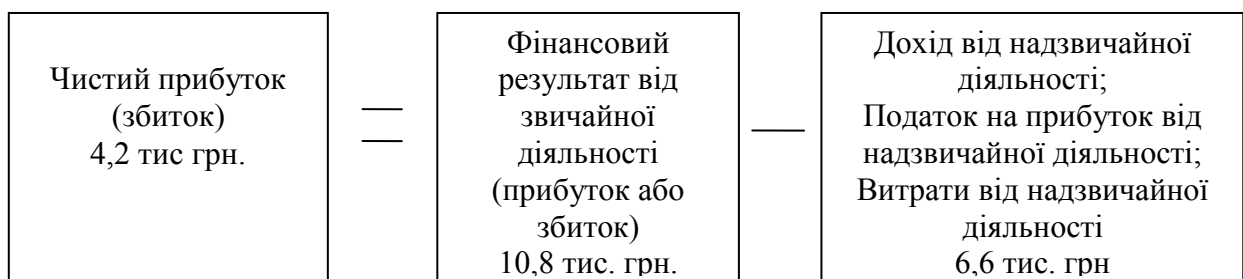 Чистий прибуток
(збиток)
4,2 тис грн.
=
Фінансовий
результат від
звичайної
діяльності
(прибуток або
збиток)
10,8 тис. грн.
—
Дохід від надзвичайної
діяльності;
Податок на прибуток від
надзвичайної діяльності;
Витрати від надзвичайної
діяльності
6,6 тис. грн